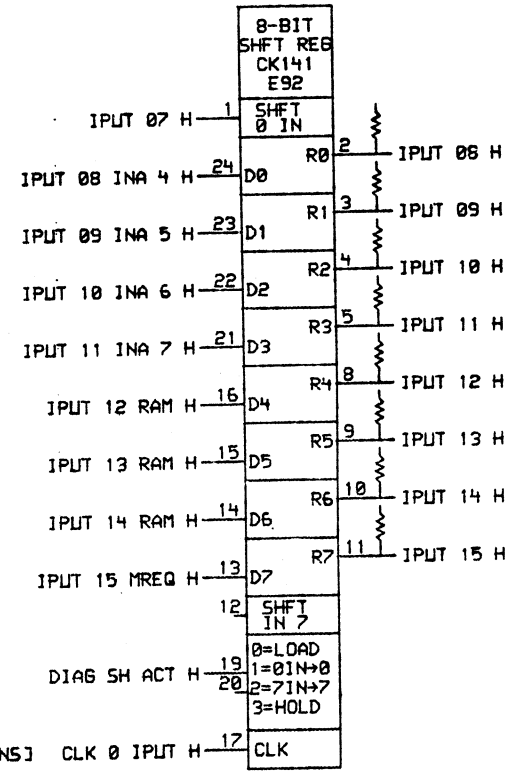 8-BIT
SHFT REG
CK141
E92
IPUT 07 H 1 SHFT
0 IN
R0 2 IPUT 08 H
IPUT 08 INA 4 H 24 D0
R1 3 IPUT 09 H
IPUT 09 INA 5 H 23 D1
R2 4 IPUT 10 H
IPUT 10 INA 6 H 22 D2
R3 5 IPUT 11 H
IPUT 11 INA 7 H 21 D3
R4 8 IPUT 12 H
IPUT 12 RAM H 16 D4
R5 9 IPUT 13 H
IPUT 13 RAM H 15 D5
R6 10 IPUT 14 H
IPUT 14 RAM H 14 D6
R7 11 IPUT 15 H
IPUT 15 MREQ H 13 D7
12 SHFT
IN 7
0=LOAD
DIAG SH ACT H 19 1=0IN→0
20 2=7IN→7
3=HOLD
NS] CLK 0 IPUT H 17 CLK